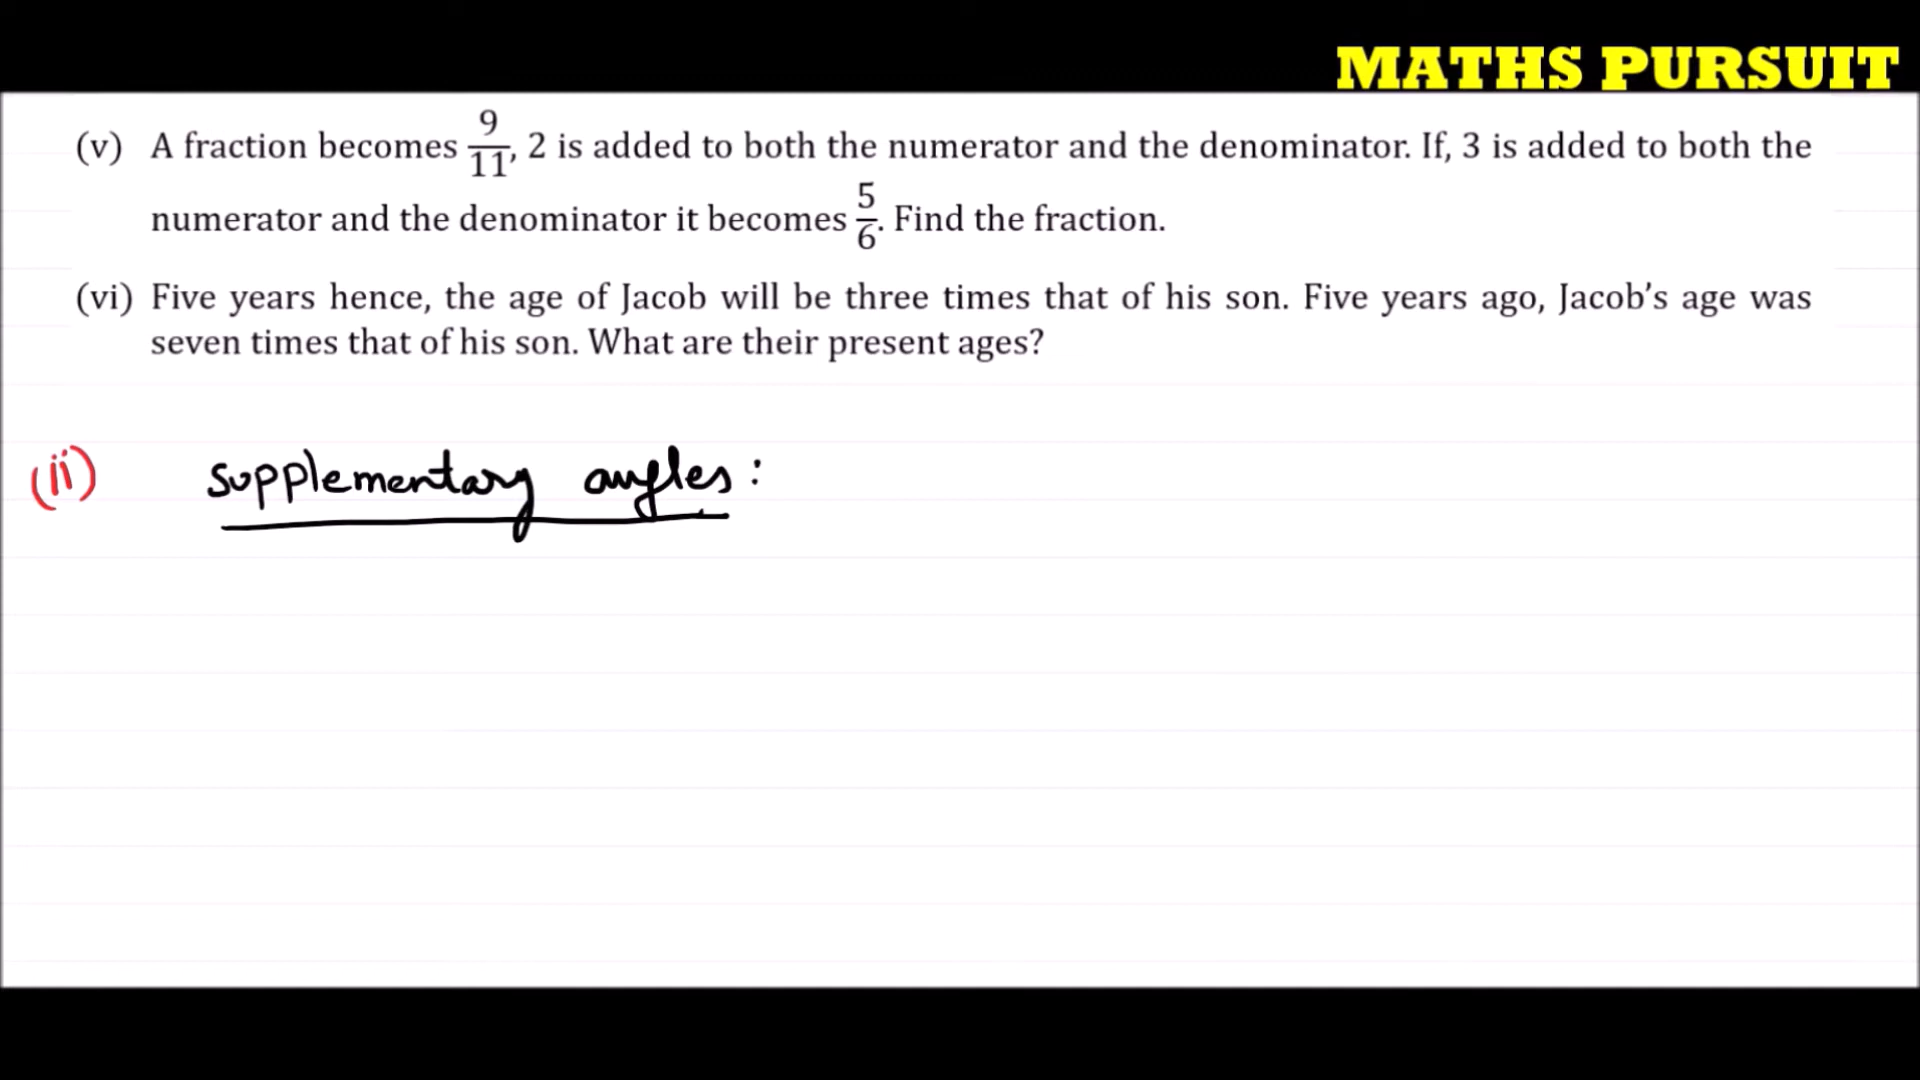 MATHS PURSUIT
(v) A fraction becomes 9/11, 2 is added to both the numerator and the denominator. If, 3 is added to both the
numerator and the denominator it becomes 5/6. Find the fraction.
(vi) Five years hence, the age of Jacob will be three times that of his son. Five years ago, Jacob’s age was
seven times that of his son. What are their present ages?
(ii) supplementary angles: